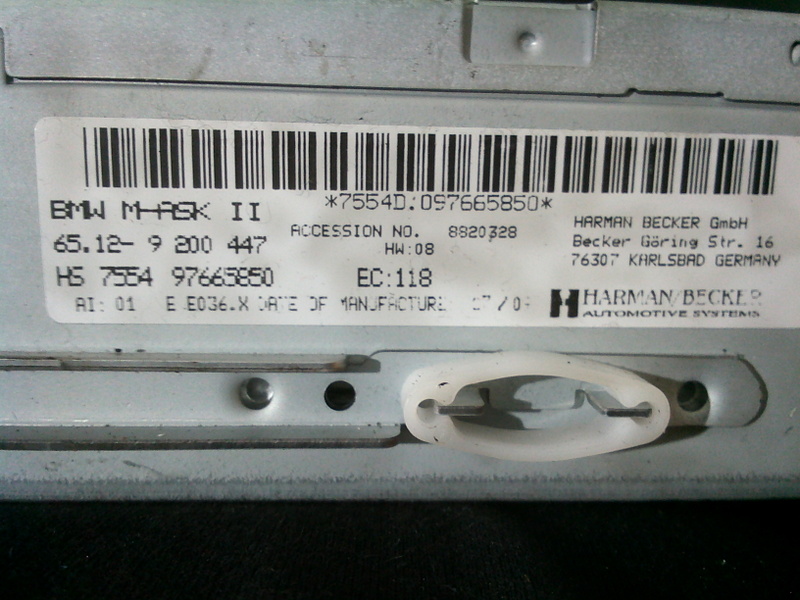 *7554D.097665850*
BMW M-ASK II
65.12- 9 200 447
HS 7554 97665850
ACCESSION NO. 8820328
HW:08
EC:118
AI: 01 E036.X DATE OF MANUFACTURE
HARMAN BECKER GmbH
Becker Göring Str. 16
76307 KARLSBAD GERMANY
HARMAN/BECKER
AUTOMOTIVE SYSTEMS